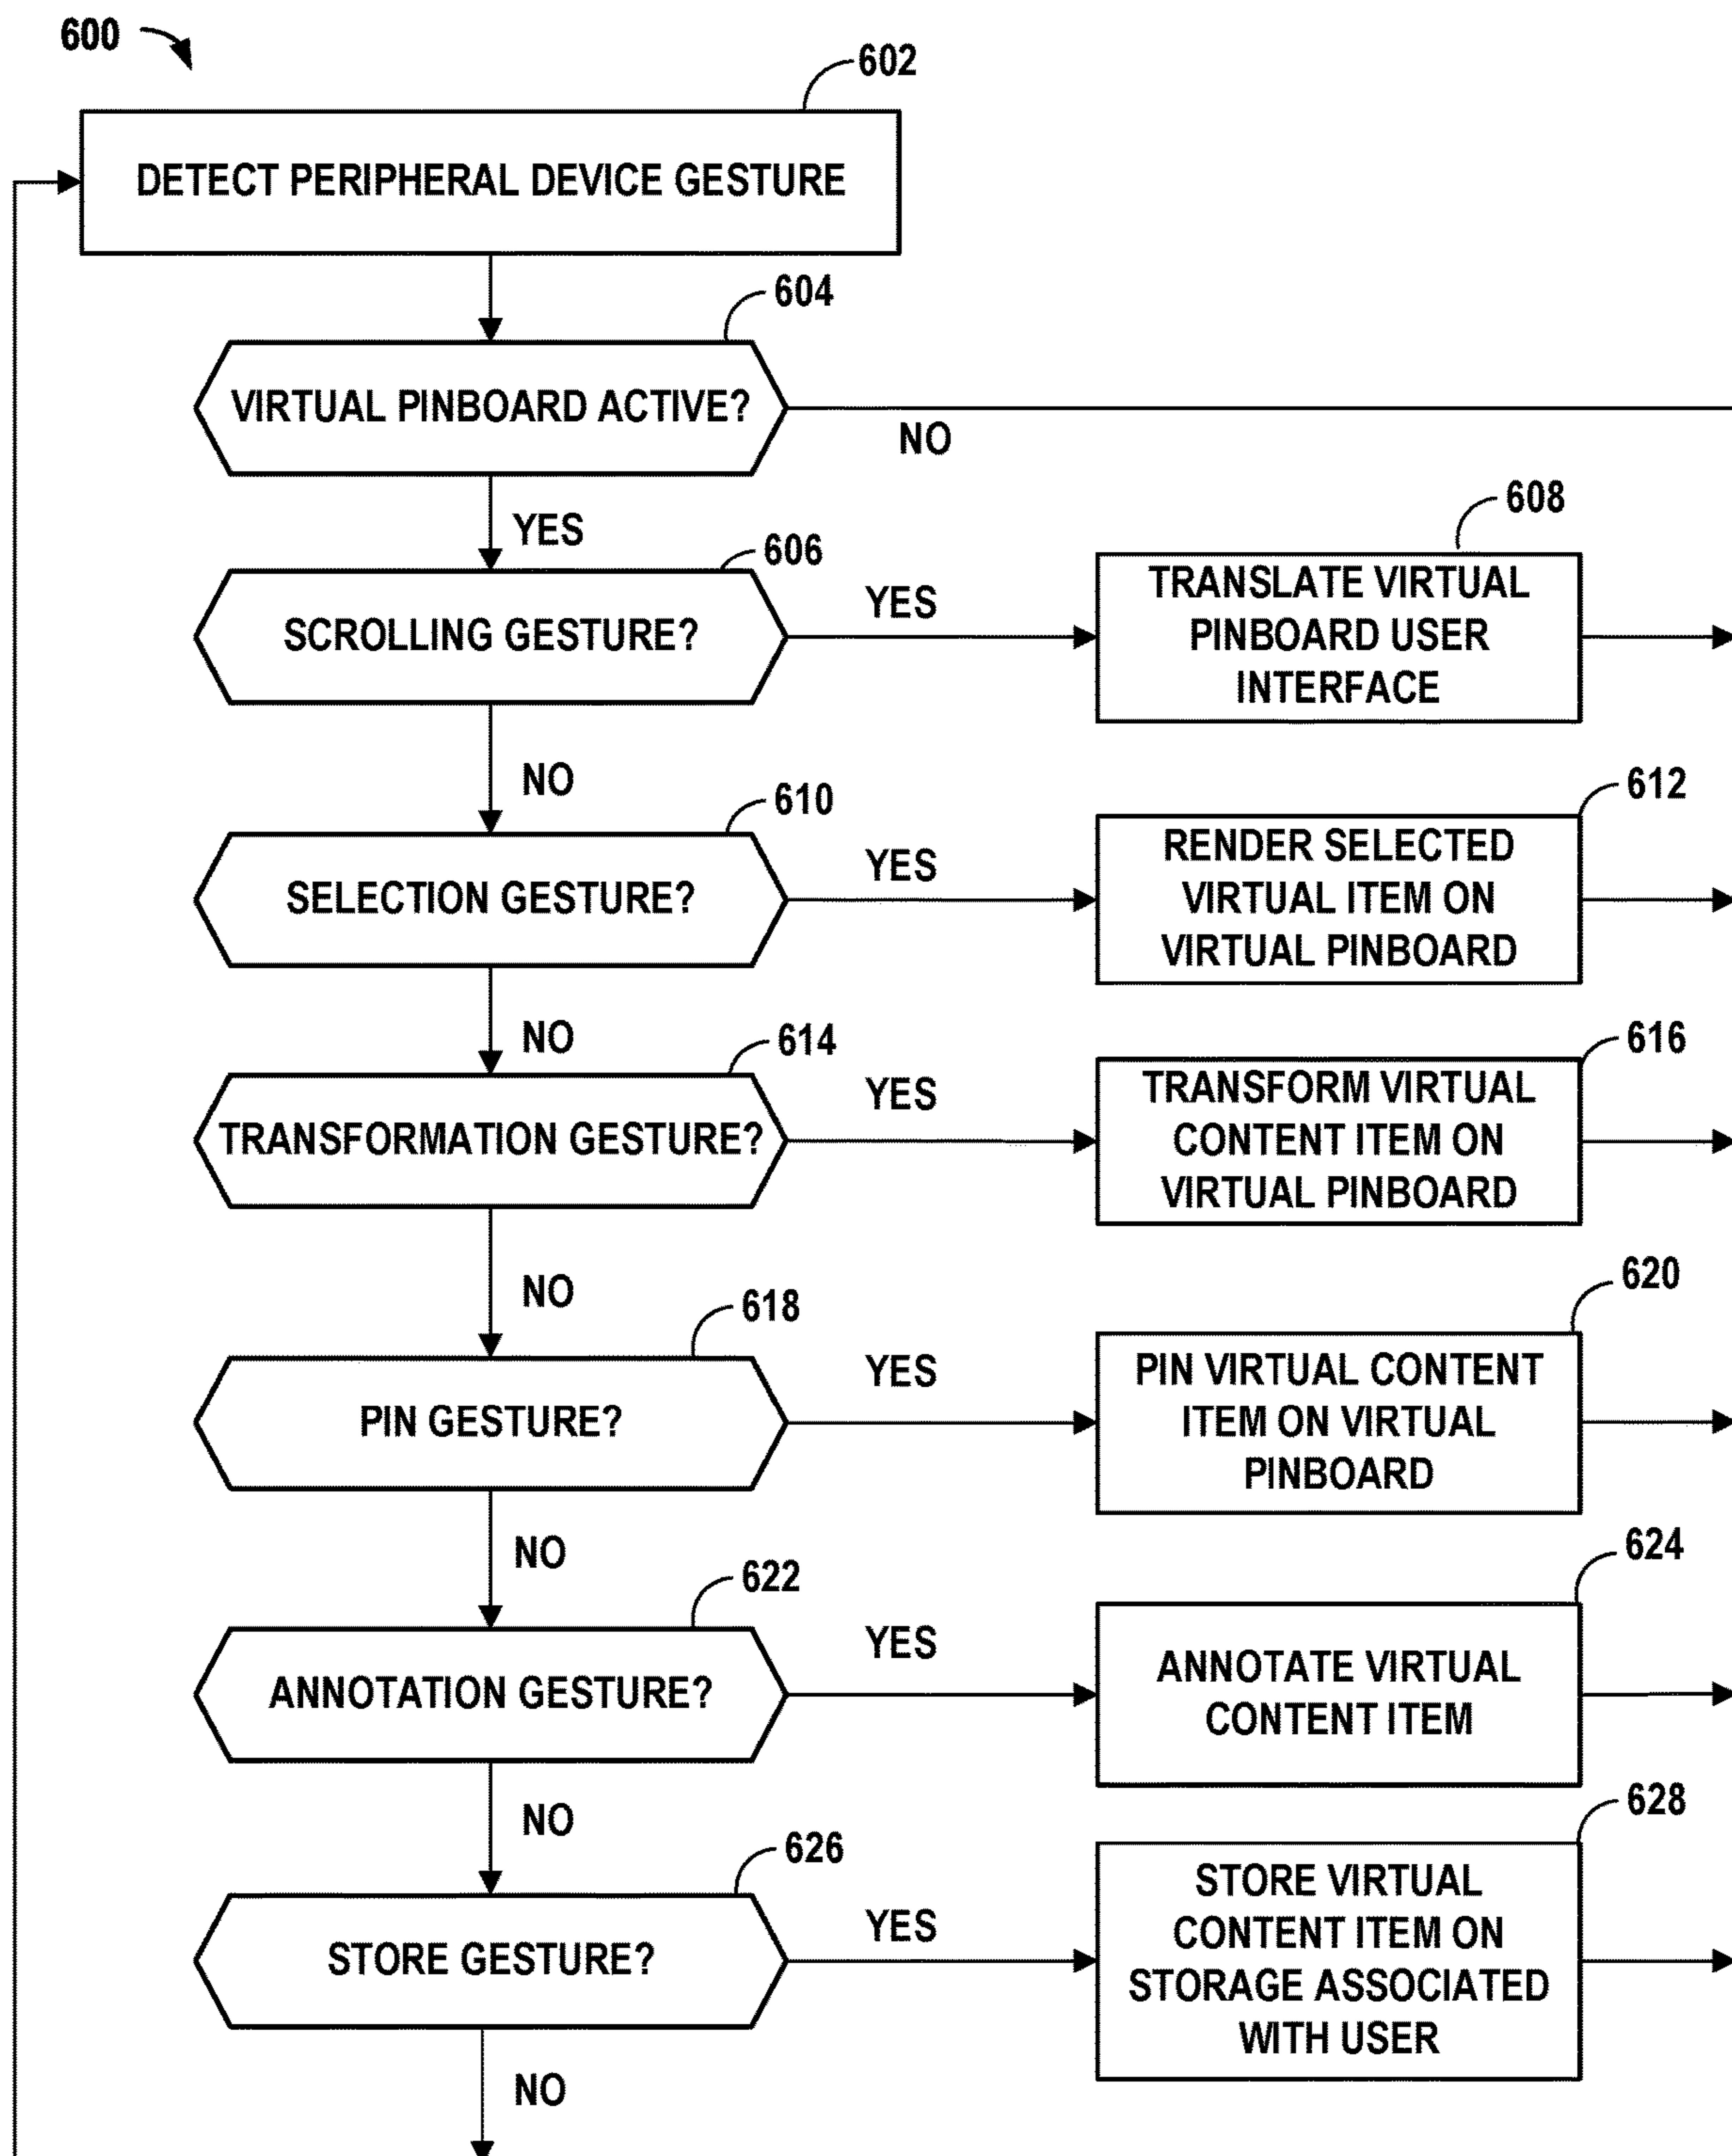 600
602
DETECT PERIPHERAL DEVICE GESTURE
604
VIRTUAL PINBOARD ACTIVE?
NO
YES
606
SCROLLING GESTURE?
YES
608
TRANSLATE VIRTUAL
PINBOARD USER
INTERFACE
NO
610
SELECTION GESTURE?
YES
612
RENDER SELECTED
VIRTUAL ITEM ON
VIRTUAL PINBOARD
NO
614
TRANSFORMATION GESTURE?
YES
616
TRANSFORM VIRTUAL
CONTENT ITEM ON
VIRTUAL PINBOARD
NO
618
PIN GESTURE?
YES
620
PIN VIRTUAL CONTENT
ITEM ON VIRTUAL
PINBOARD
NO
622
ANNOTATION GESTURE?
YES
624
ANNOTATE VIRTUAL
CONTENT ITEM
NO
626
STORE GESTURE?
YES
628
STORE VIRTUAL
CONTENT ITEM ON
STORAGE ASSOCIATED
WITH USER
NO